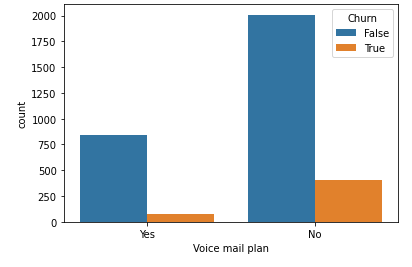 2000
1750
1500
1250
1000
750
500
250
0
count
Churn
False
True
Yes
No
Voice mail plan